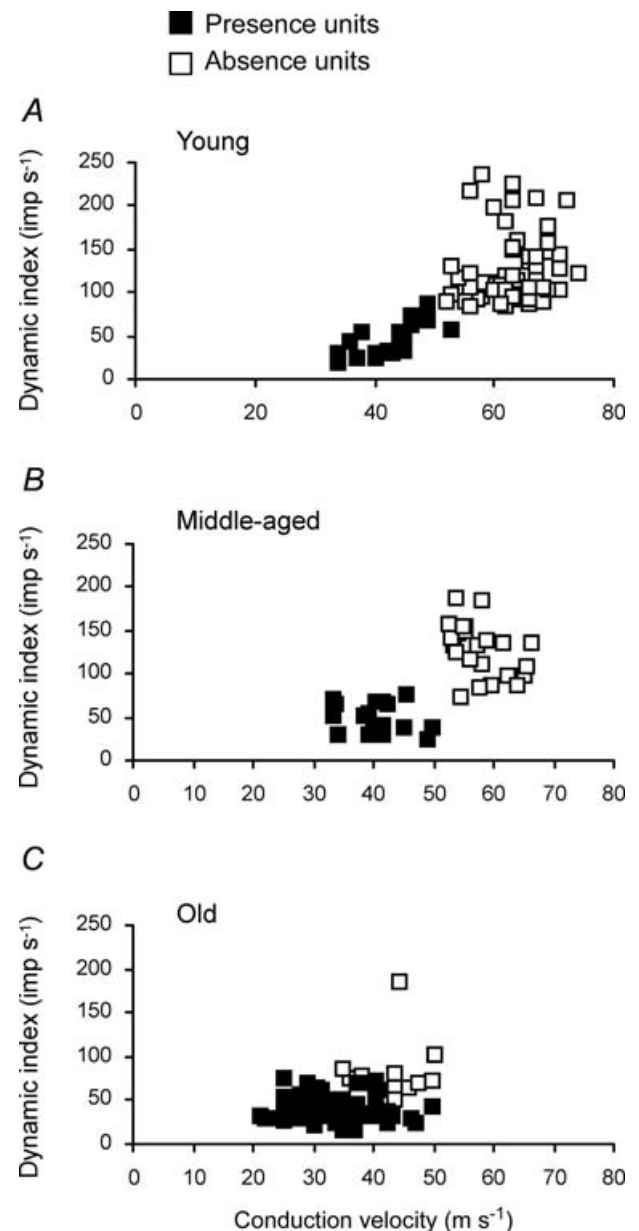 Presence units
Absence units
A
Young
Dynamic index (imp s⁻¹)
250
200
150
100
50
0
0 20 40 60 80
B
Middle-aged
Dynamic index (imp s⁻¹)
250
200
150
100
50
0
0 10 20 30 40 50 60 70 80
C
Old
Dynamic index (imp s⁻¹)
250
200
150
100
50
0
0 10 20 30 40 50 60 70 80
Conduction velocity (m s⁻¹)